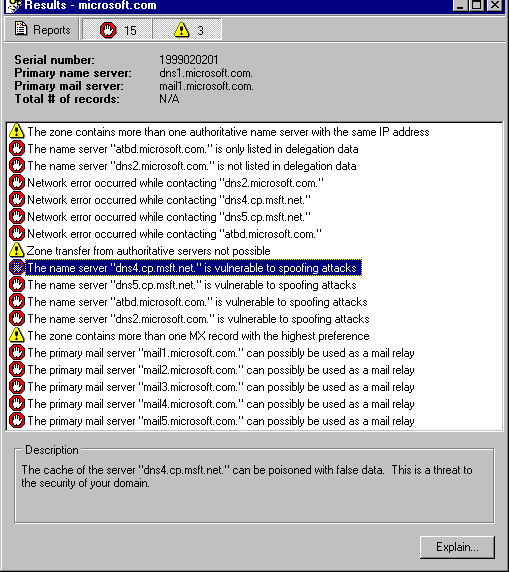 Results - microsoft.com
Reports 15 3
Serial number: 1999020201
Primary name server: dns1.microsoft.com.
Primary mail server: mail1.microsoft.com.
Total # of records: N/A
The zone contains more than one authoritative name server with the same IP address
The name server "atbd.microsoft.com." is only listed in delegation data
The name server "dns2.microsoft.com." is not listed in delegation data
Network error occurred while contacting "dns2.microsoft.com."
Network error occurred while contacting "dns4.cp.msft.net."
Network error occurred while contacting "dns5.cp.msft.net."
Network error occurred while contacting "atbd.microsoft.com."
Zone transfer from authoritative servers not possible
The name server "dns4.cp.msft.net." is vulnerable to spoofing attacks
The name server "dns5.cp.msft.net." is vulnerable to spoofing attacks
The name server "atbd.microsoft.com." is vulnerable to spoofing attacks
The name server "dns2.microsoft.com." is vulnerable to spoofing attacks
The zone contains more than one MX record with the highest preference
The primary mail server "mail1.microsoft.com." can possibly be used as a mail relay
The primary mail server "mail2.microsoft.com." can possibly be used as a mail relay
The primary mail server "mail3.microsoft.com." can possibly be used as a mail relay
The primary mail server "mail4.microsoft.com." can possibly be used as a mail relay
The primary mail server "mail5.microsoft.com." can possibly be used as a mail relay
Description
The cache of the server "dns4.cp.msft.net." can be poisoned with false data. This is a threat to
the security of your domain.
Explain...